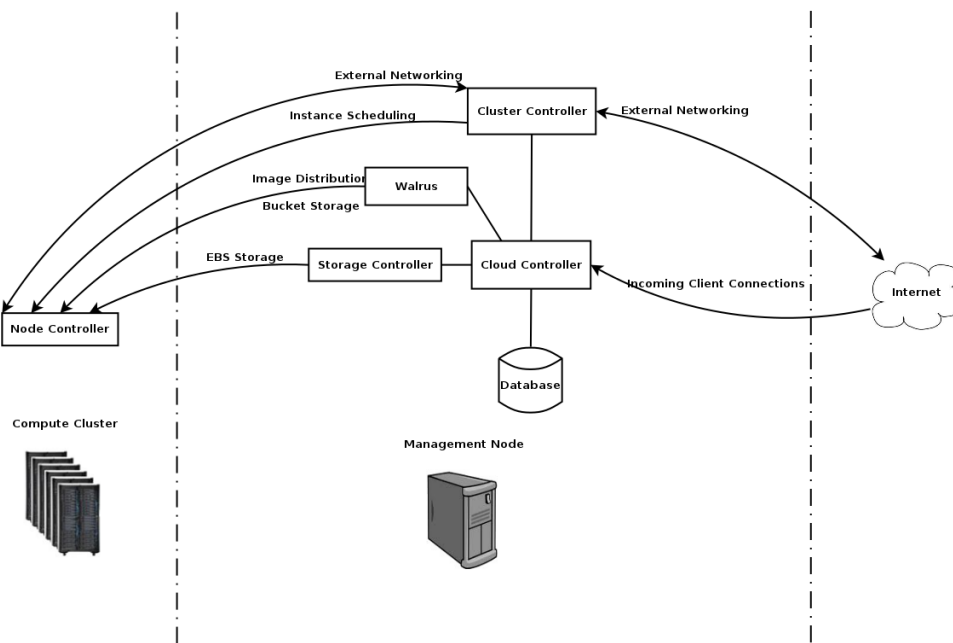 External Networking
Cluster Controller
External Networking
Instance Scheduling
Image Distribution
Walrus
Bucket Storage
EBS Storage
Storage Controller
Cloud Controller
Incoming Client Connections
Internet
Node Controller
Database
Compute Cluster
Management Node